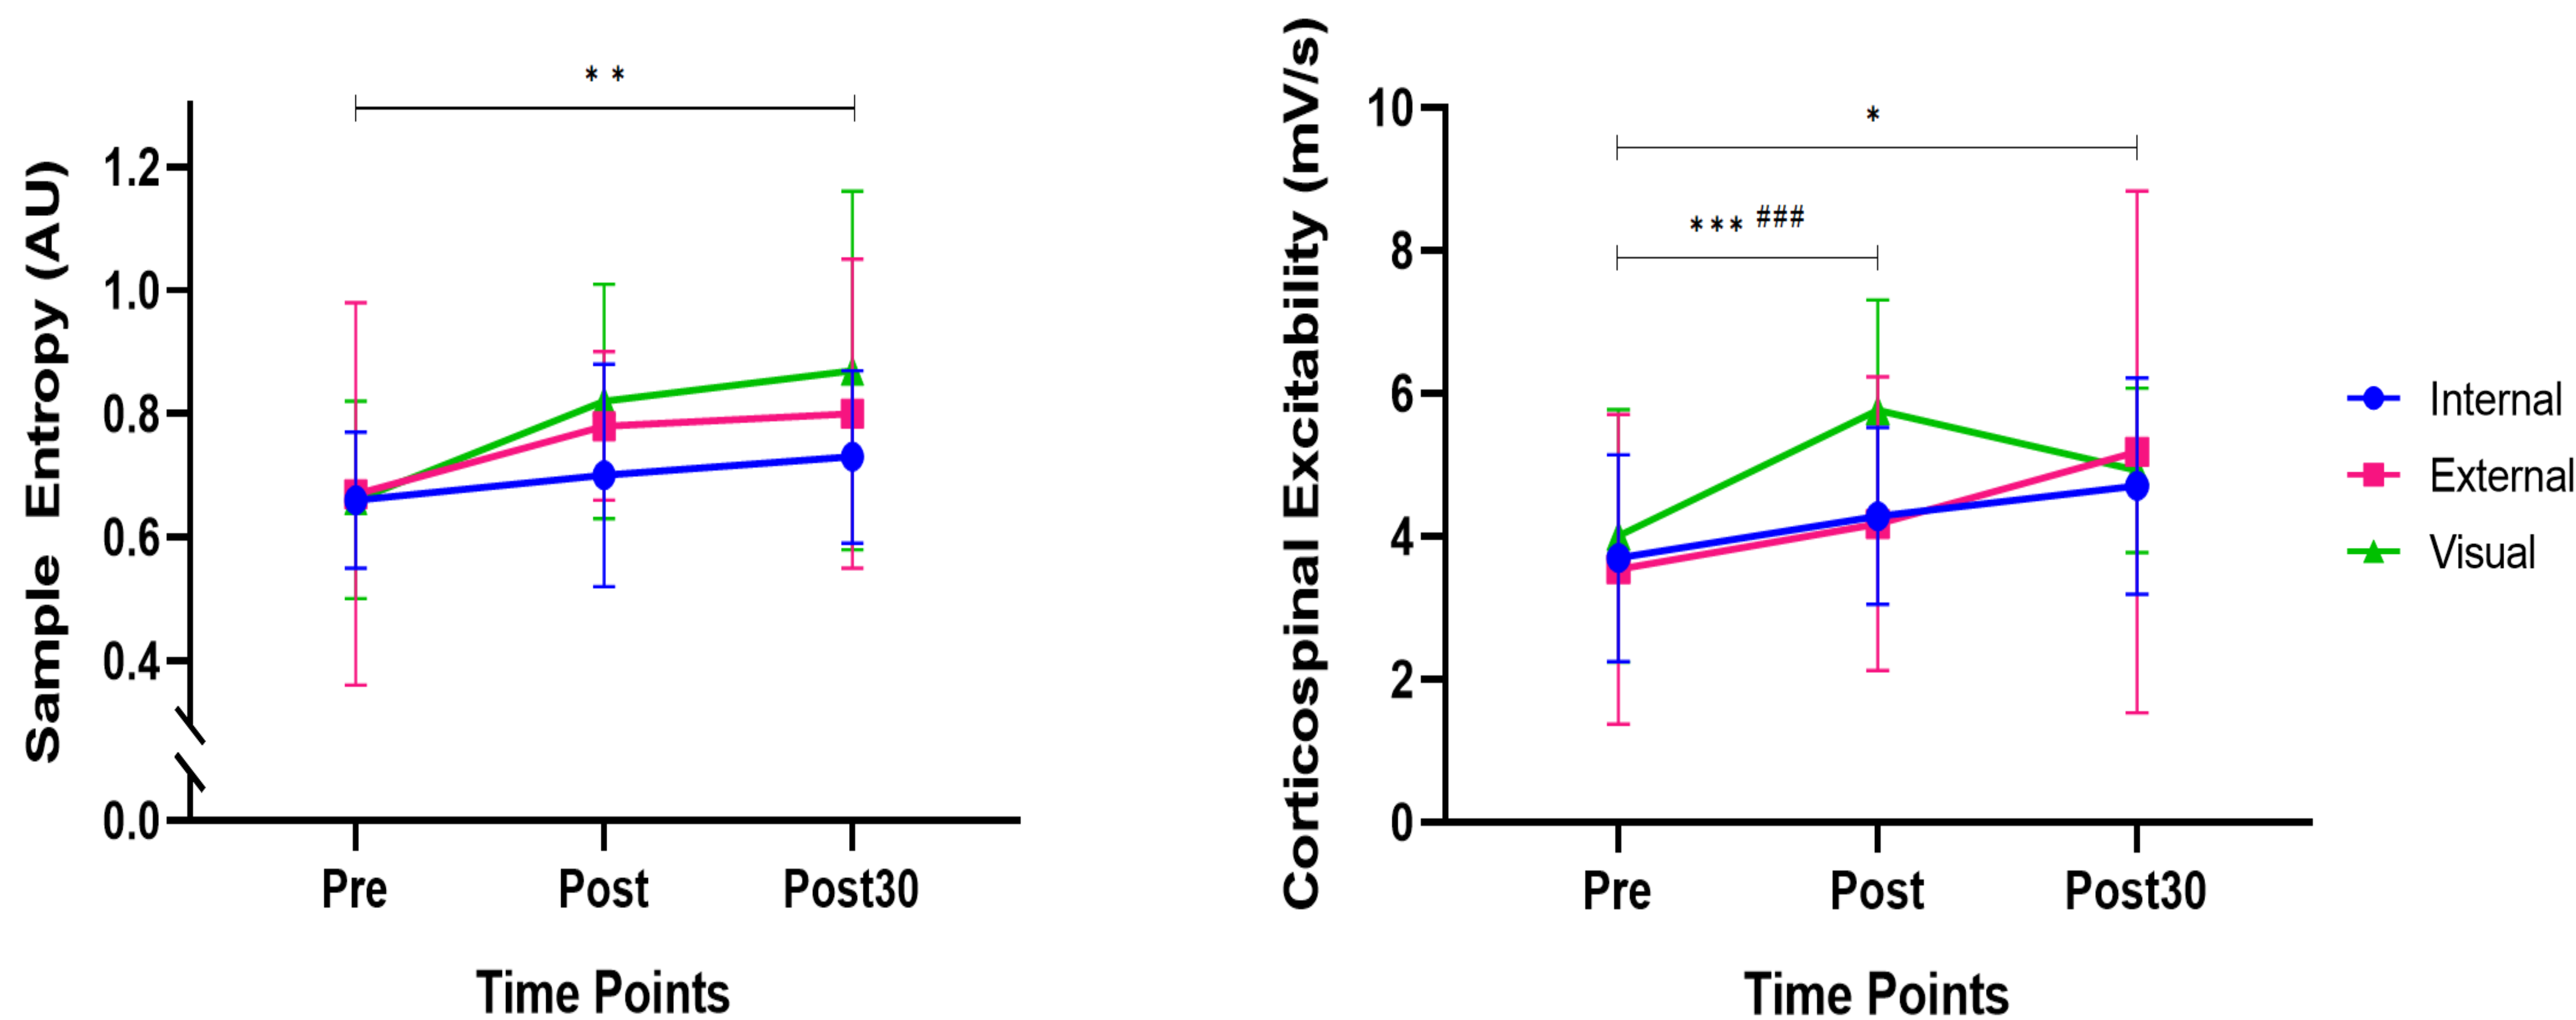 Sample Entropy (AU)
* *
1.2
1.0
0.8
0.6
0.4
0.0
Pre Post Post30
Time Points
Corticospinal Excitability (mV/s)
*
*** ###
10
8
6
4
2
0
Pre Post Post30
Time Points
Internal
External
Visual